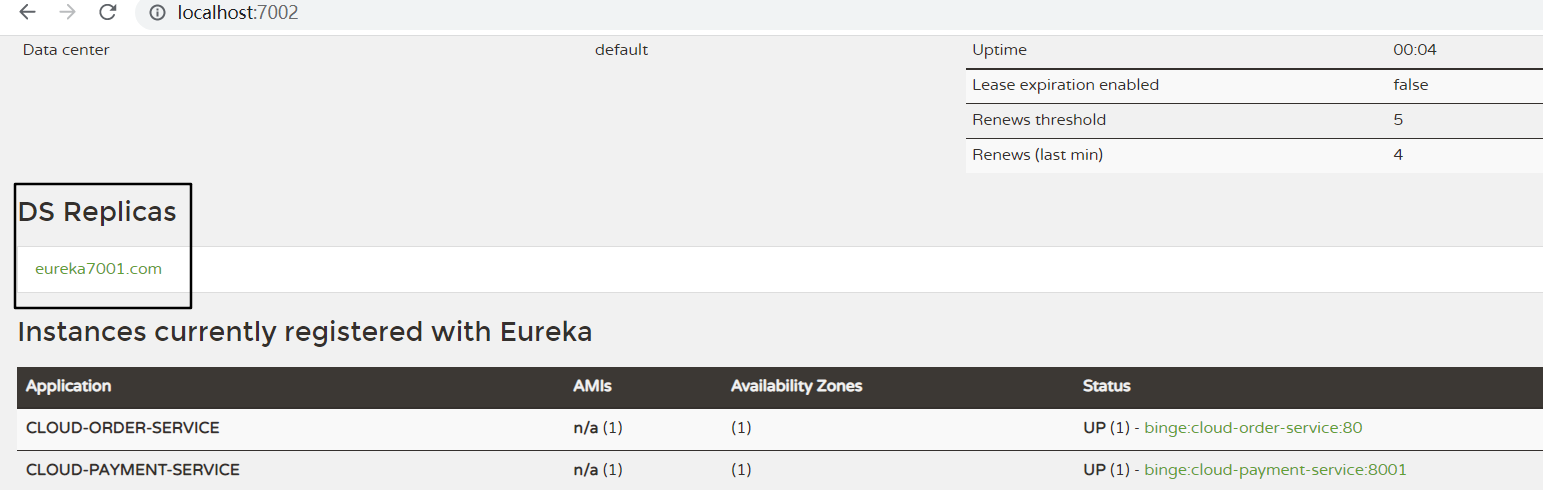 localhost:7002
Data center default Uptime 00:04
Lease expiration enabled false
Renews threshold 5
Renews (last min) 4
DS Replicas
eureka7001.com
Instances currently registered with Eureka
Application AMIs Availability Zones Status
CLOUD-ORDER-SERVICE n/a (1) (1) UP (1) - binge:cloud-order-service:80
CLOUD-PAYMENT-SERVICE n/a (1) (1) UP (1) - binge:cloud-payment-service:8001